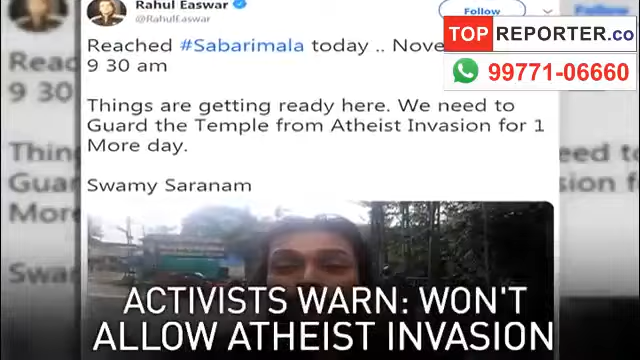 Rahul Easwar
@RahulEaswar
Follow
Reached #Sabarimala today .. Nove
9 30 am
Things are getting ready here. We need to
Guard the Temple from Atheist Invasion for 1
More day.
Swamy Saranam
TOP REPORTER.co
99771-06660
ACTIVISTS WARN: WON'T
ALLOW ATHEIST INVASION